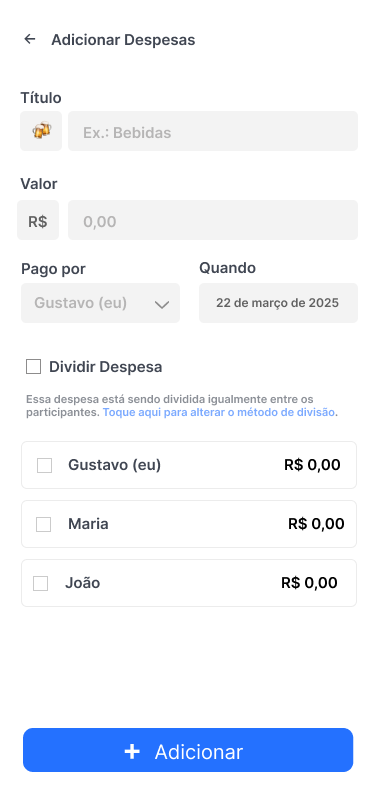 Adicionar Despesas
Título
Ex.: Bebidas
Valor
R$ 0,00
Pago por
Gustavo (eu)
Quando
22 de março de 2025
Dividir Despesa
Essa despesa está sendo dividida igualmente entre os
participantes. Toque aqui para alterar o método de divisão.
Gustavo (eu) R$ 0,00
Maria R$ 0,00
João R$ 0,00
+ Adicionar